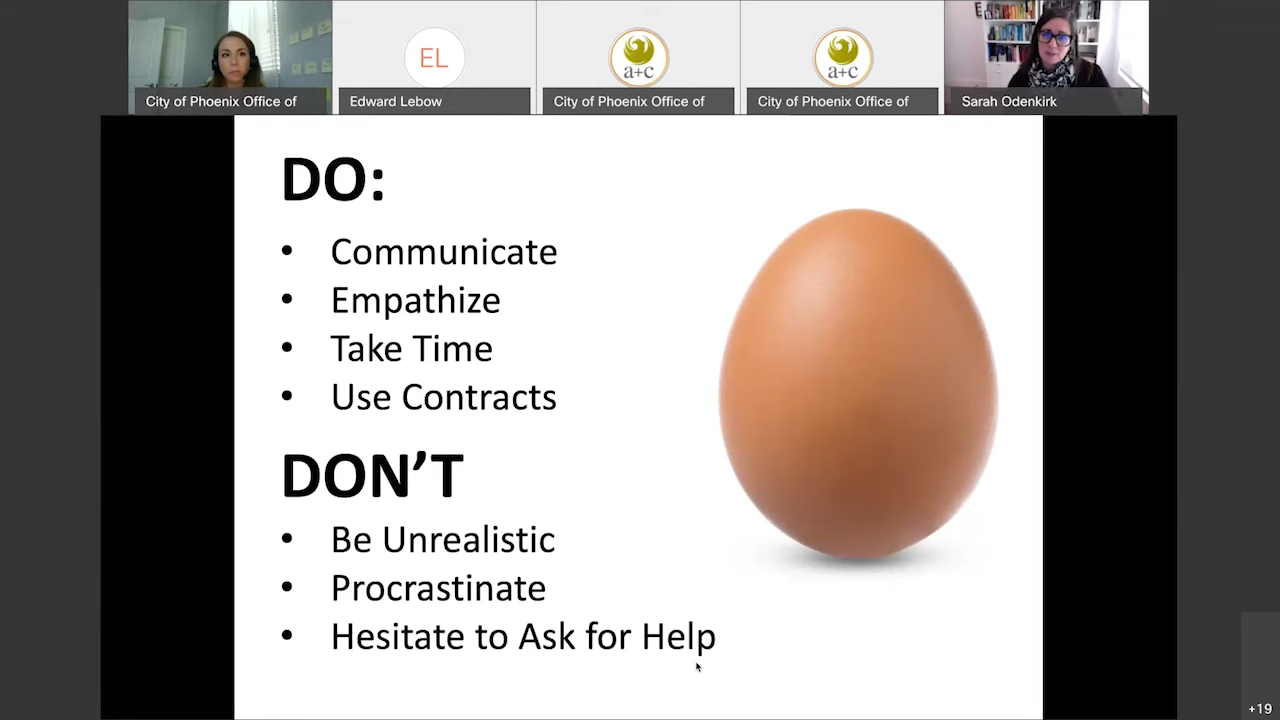 EL
a+c
a+c
City of Phoenix Office of
Edward Lebow
City of Phoenix Office of
City of Phoenix Office of
Sarah Odenkirk
DO:
• Communicate
• Empathize
• Take Time
• Use Contracts
DON’T
• Be Unrealistic
• Procrastinate
• Hesitate to Ask for Help
+19